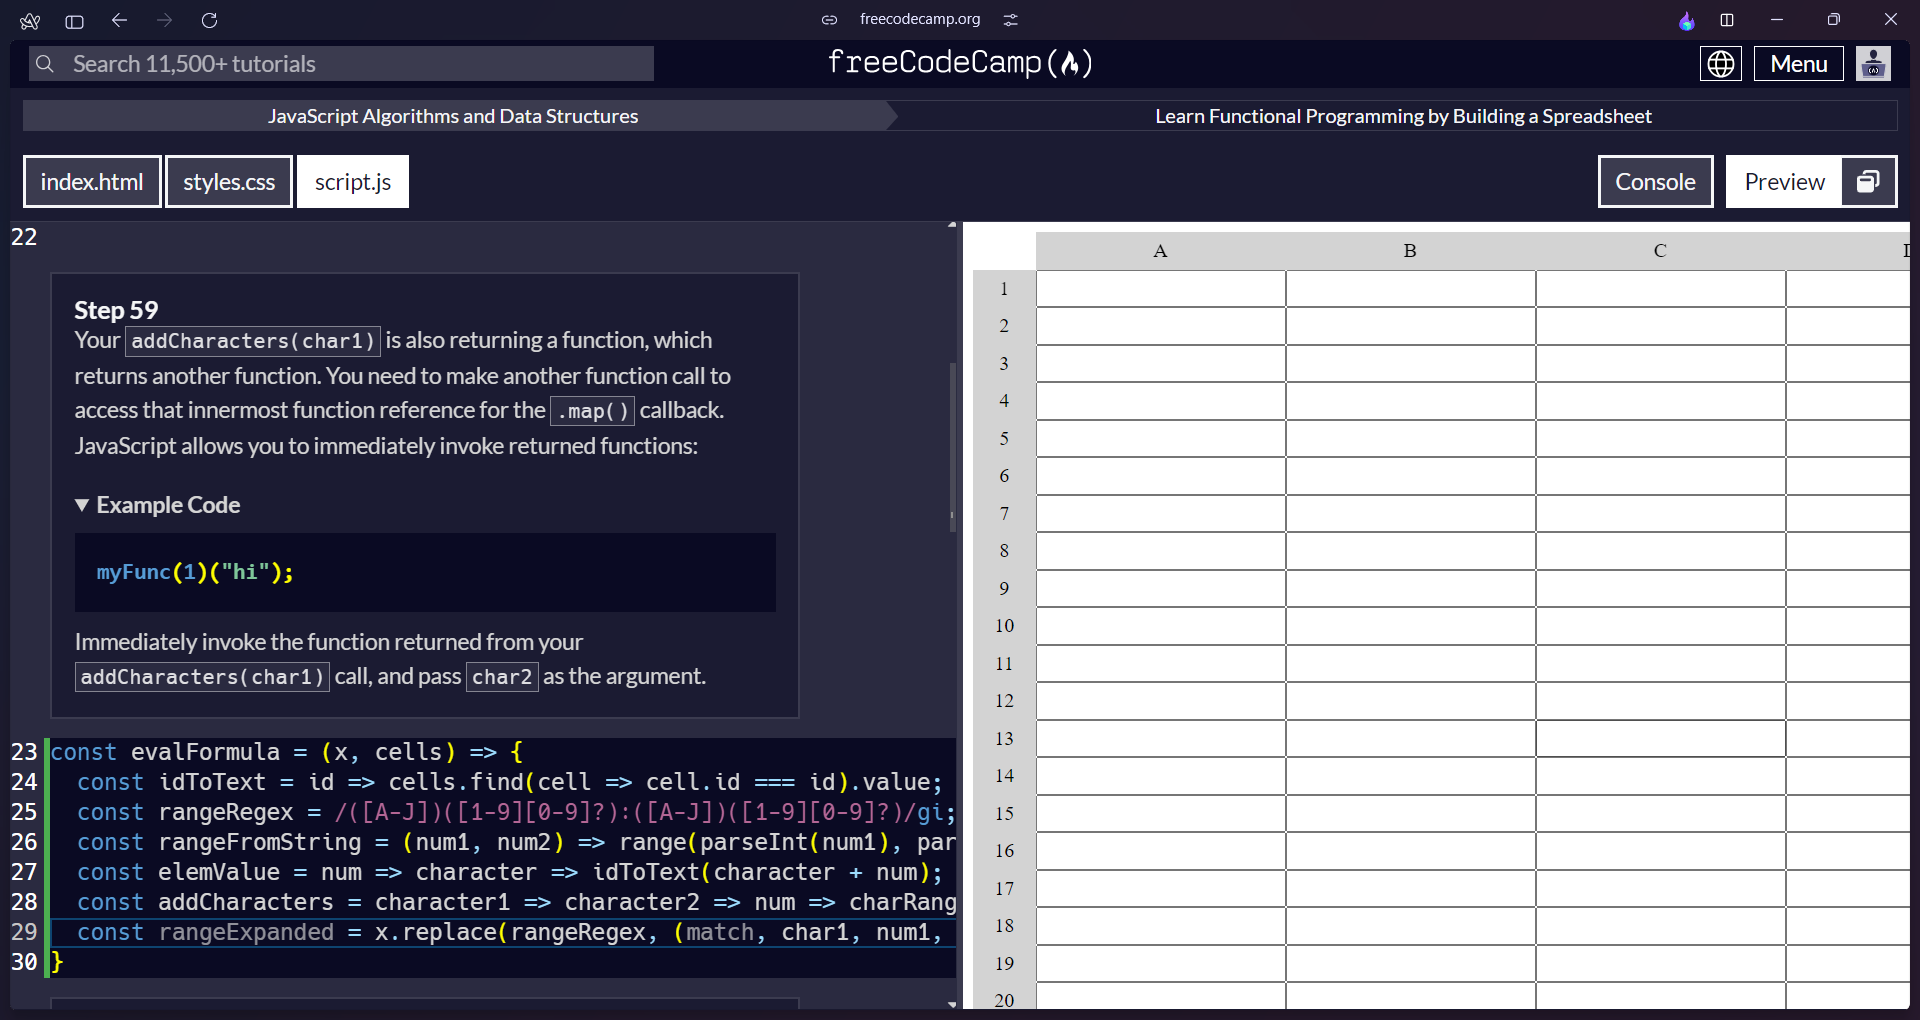 freecodecamp.org
Search 11,500+ tutorials
freeCodeCamp
Menu
JavaScript Algorithms and Data Structures
Learn Functional Programming by Building a Spreadsheet
index.html
styles.css
script.js
Console
Preview
22
Step 59
Your addCharacters(char1) is also returning a function, which
returns another function. You need to make another function call to
access that innermost function reference for the .map() callback.
JavaScript allows you to immediately invoke returned functions:
▼ Example Code
myFunc(1)("hi");
Immediately invoke the function returned from your
addCharacters(char1) call, and pass char2 as the argument.
23 const evalFormula = (x, cells) => {
24 const idToText = id => cells.find(cell => cell.id === id).value;
25 const rangeRegex = /([A-J])([1-9][0-9]?):([A-J])([1-9][0-9]?)/gi;
26 const rangeFromString = (num1, num2) => range(parseInt(num1), par
27 const elemValue = num => character => idToText(character + num);
28 const addCharacters = character1 => character2 => num => charRang
29 const rangeExpanded = x.replace(rangeRegex, (match, char1, num1,
30 }
A
B
C
1
2
3
4
5
6
7
8
9
10
11
12
13
14
15
16
17
18
19
20